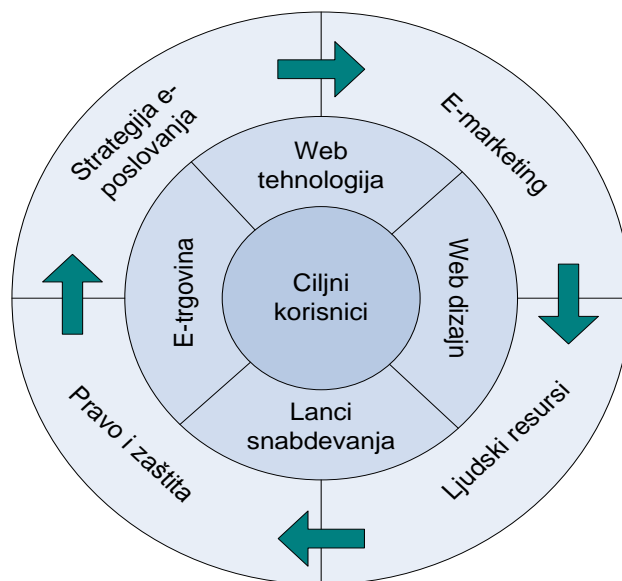 Strategija e-
poslovanja
E-marketing
Web
tehnologija
E-trgovina
Ciljni
korisnici
Web dizajn
Lanci
snabdevanja
Pravo i zaštita
Ljudski resursi